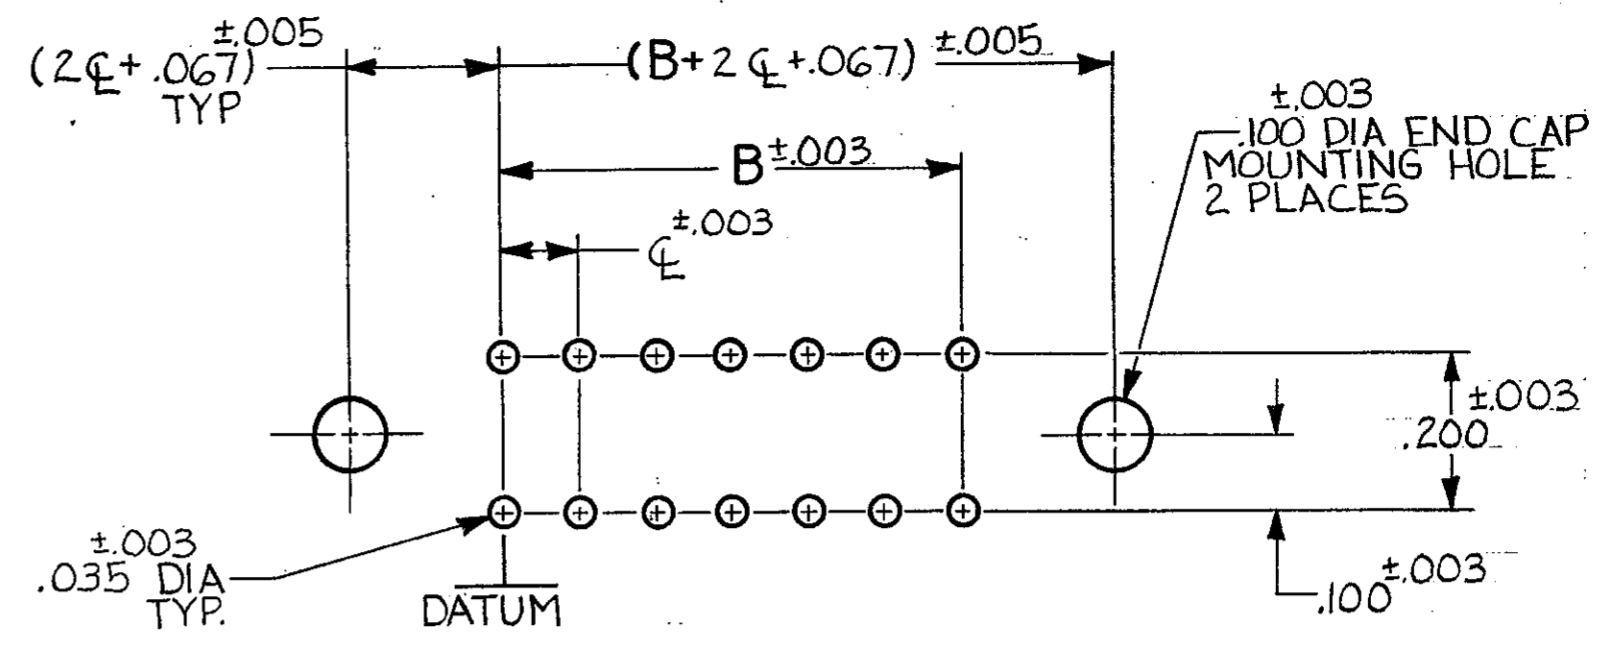 ±.005
(2℄+ .067)
TYP
(B+2℄+.067) ±.005
B ±.003
±.003
℄
±.003
.100 DIA END CAP
MOUNTING HOLE
2 PLACES
±.003
.200
±.003
.035 DIA
TYP.
DATUM
±.003
.100